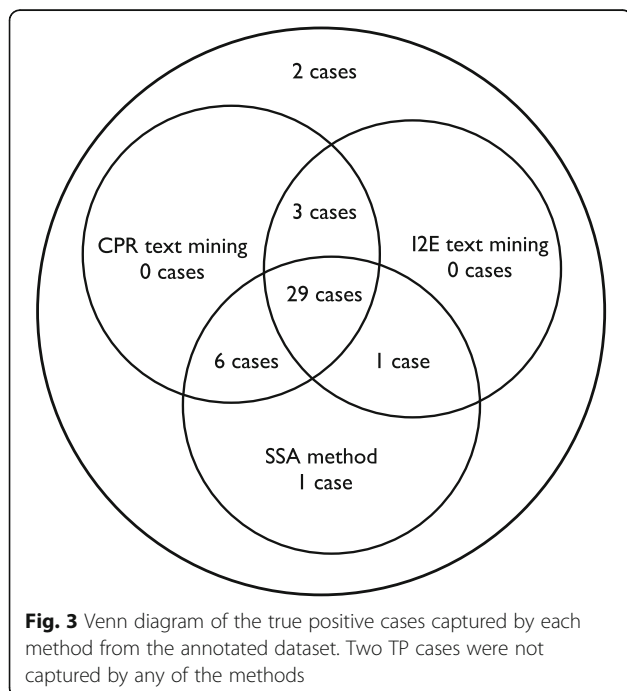 2 cases
3 cases
CPR text mining
0 cases
I2E text mining
0 cases
29 cases
6 cases
1 case
SSA method
1 case
Fig. 3 Venn diagram of the true positive cases captured by each
method from the annotated dataset. Two TP cases were not
captured by any of the methods